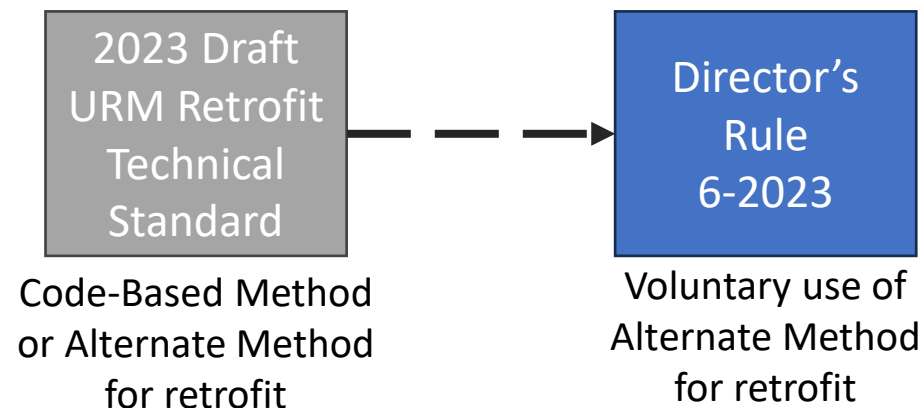 2023 Draft
URM Retrofit
Technical
Standard
Code-Based Method
or Alternate Method
for retrofit
Director’s
Rule
6-2023
Voluntary use of
Alternate Method
for retrofit